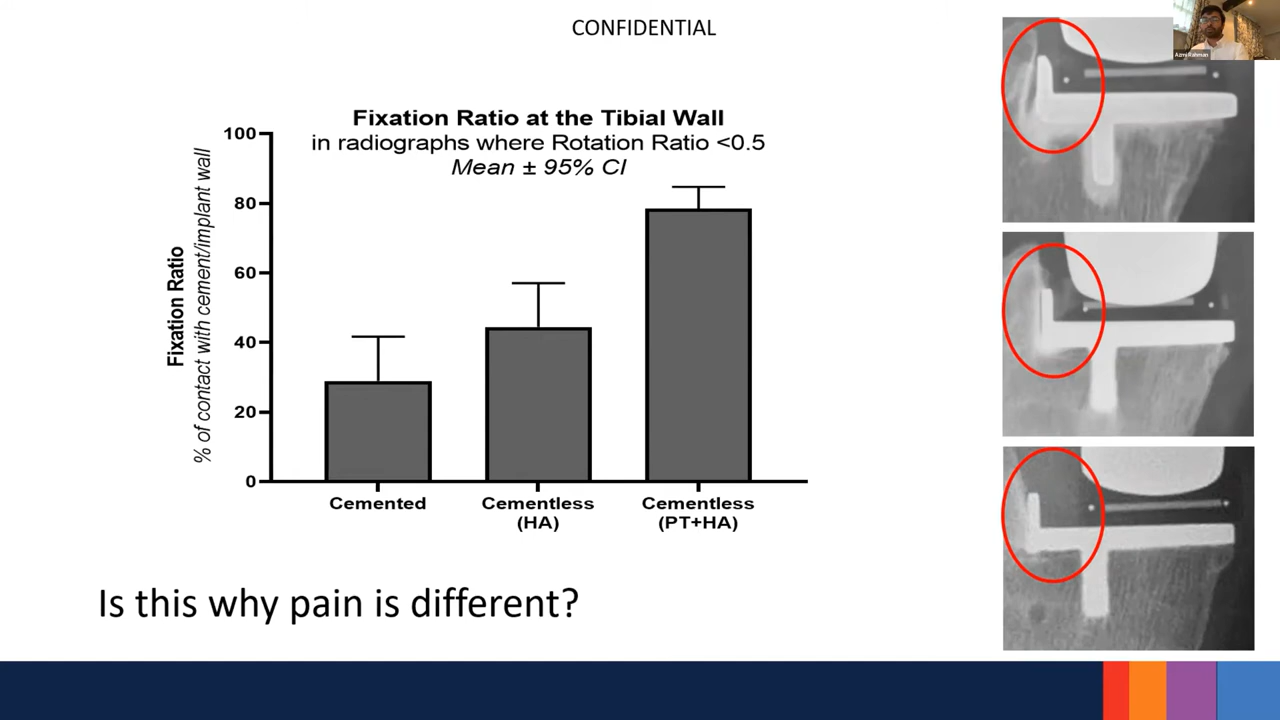 CONFIDENTIAL
Azmi Rahman
Fixation Ratio at the Tibial Wall
in radiographs where Rotation Ratio <0.5
Mean ± 95% CI
Fixation Ratio
% of contact with cement/implant wall
100
80
60
40
20
0
Cemented
Cementless
(HA)
Cementless
(PT+HA)
Is this why pain is different?